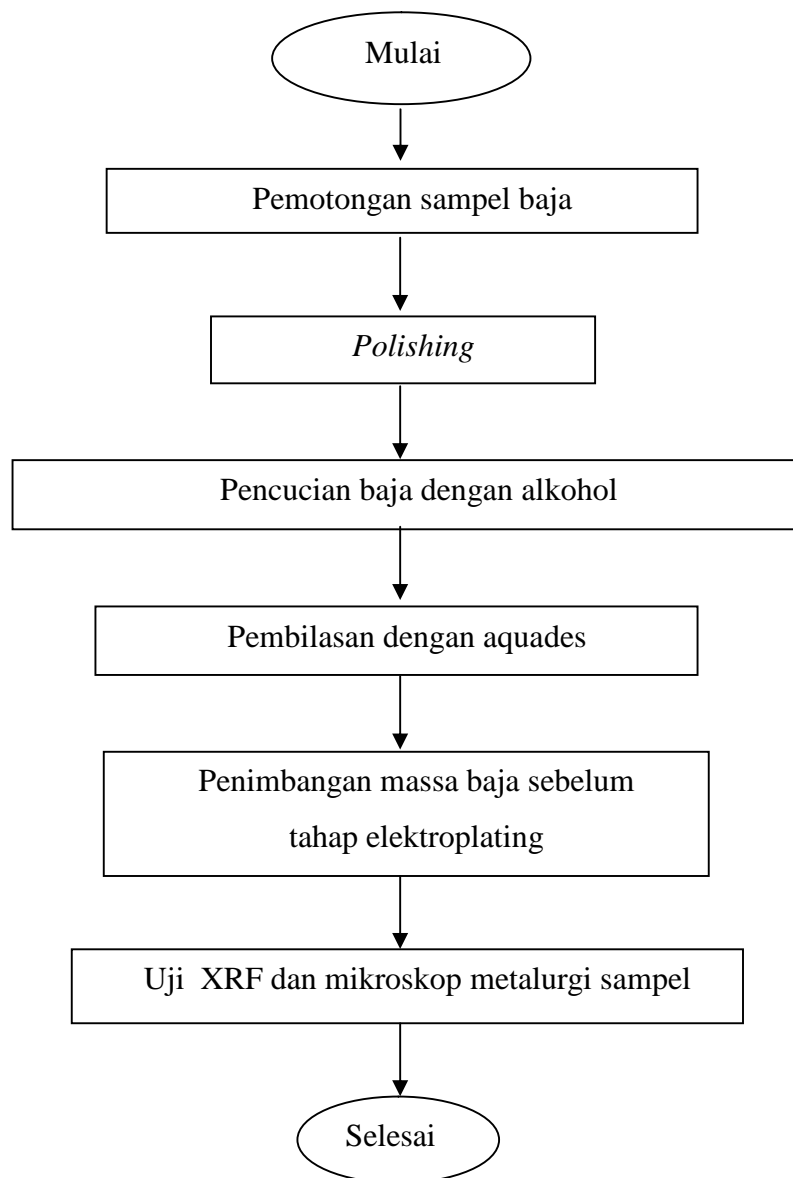 Mulai
Pemotongan sampel baja
Polishing
Pencucian baja dengan alkohol
Pembilasan dengan aquades
Penimbangan massa baja sebelum
tahap elektroplating
Uji XRF dan mikroskop metalurgi sampel
Selesai